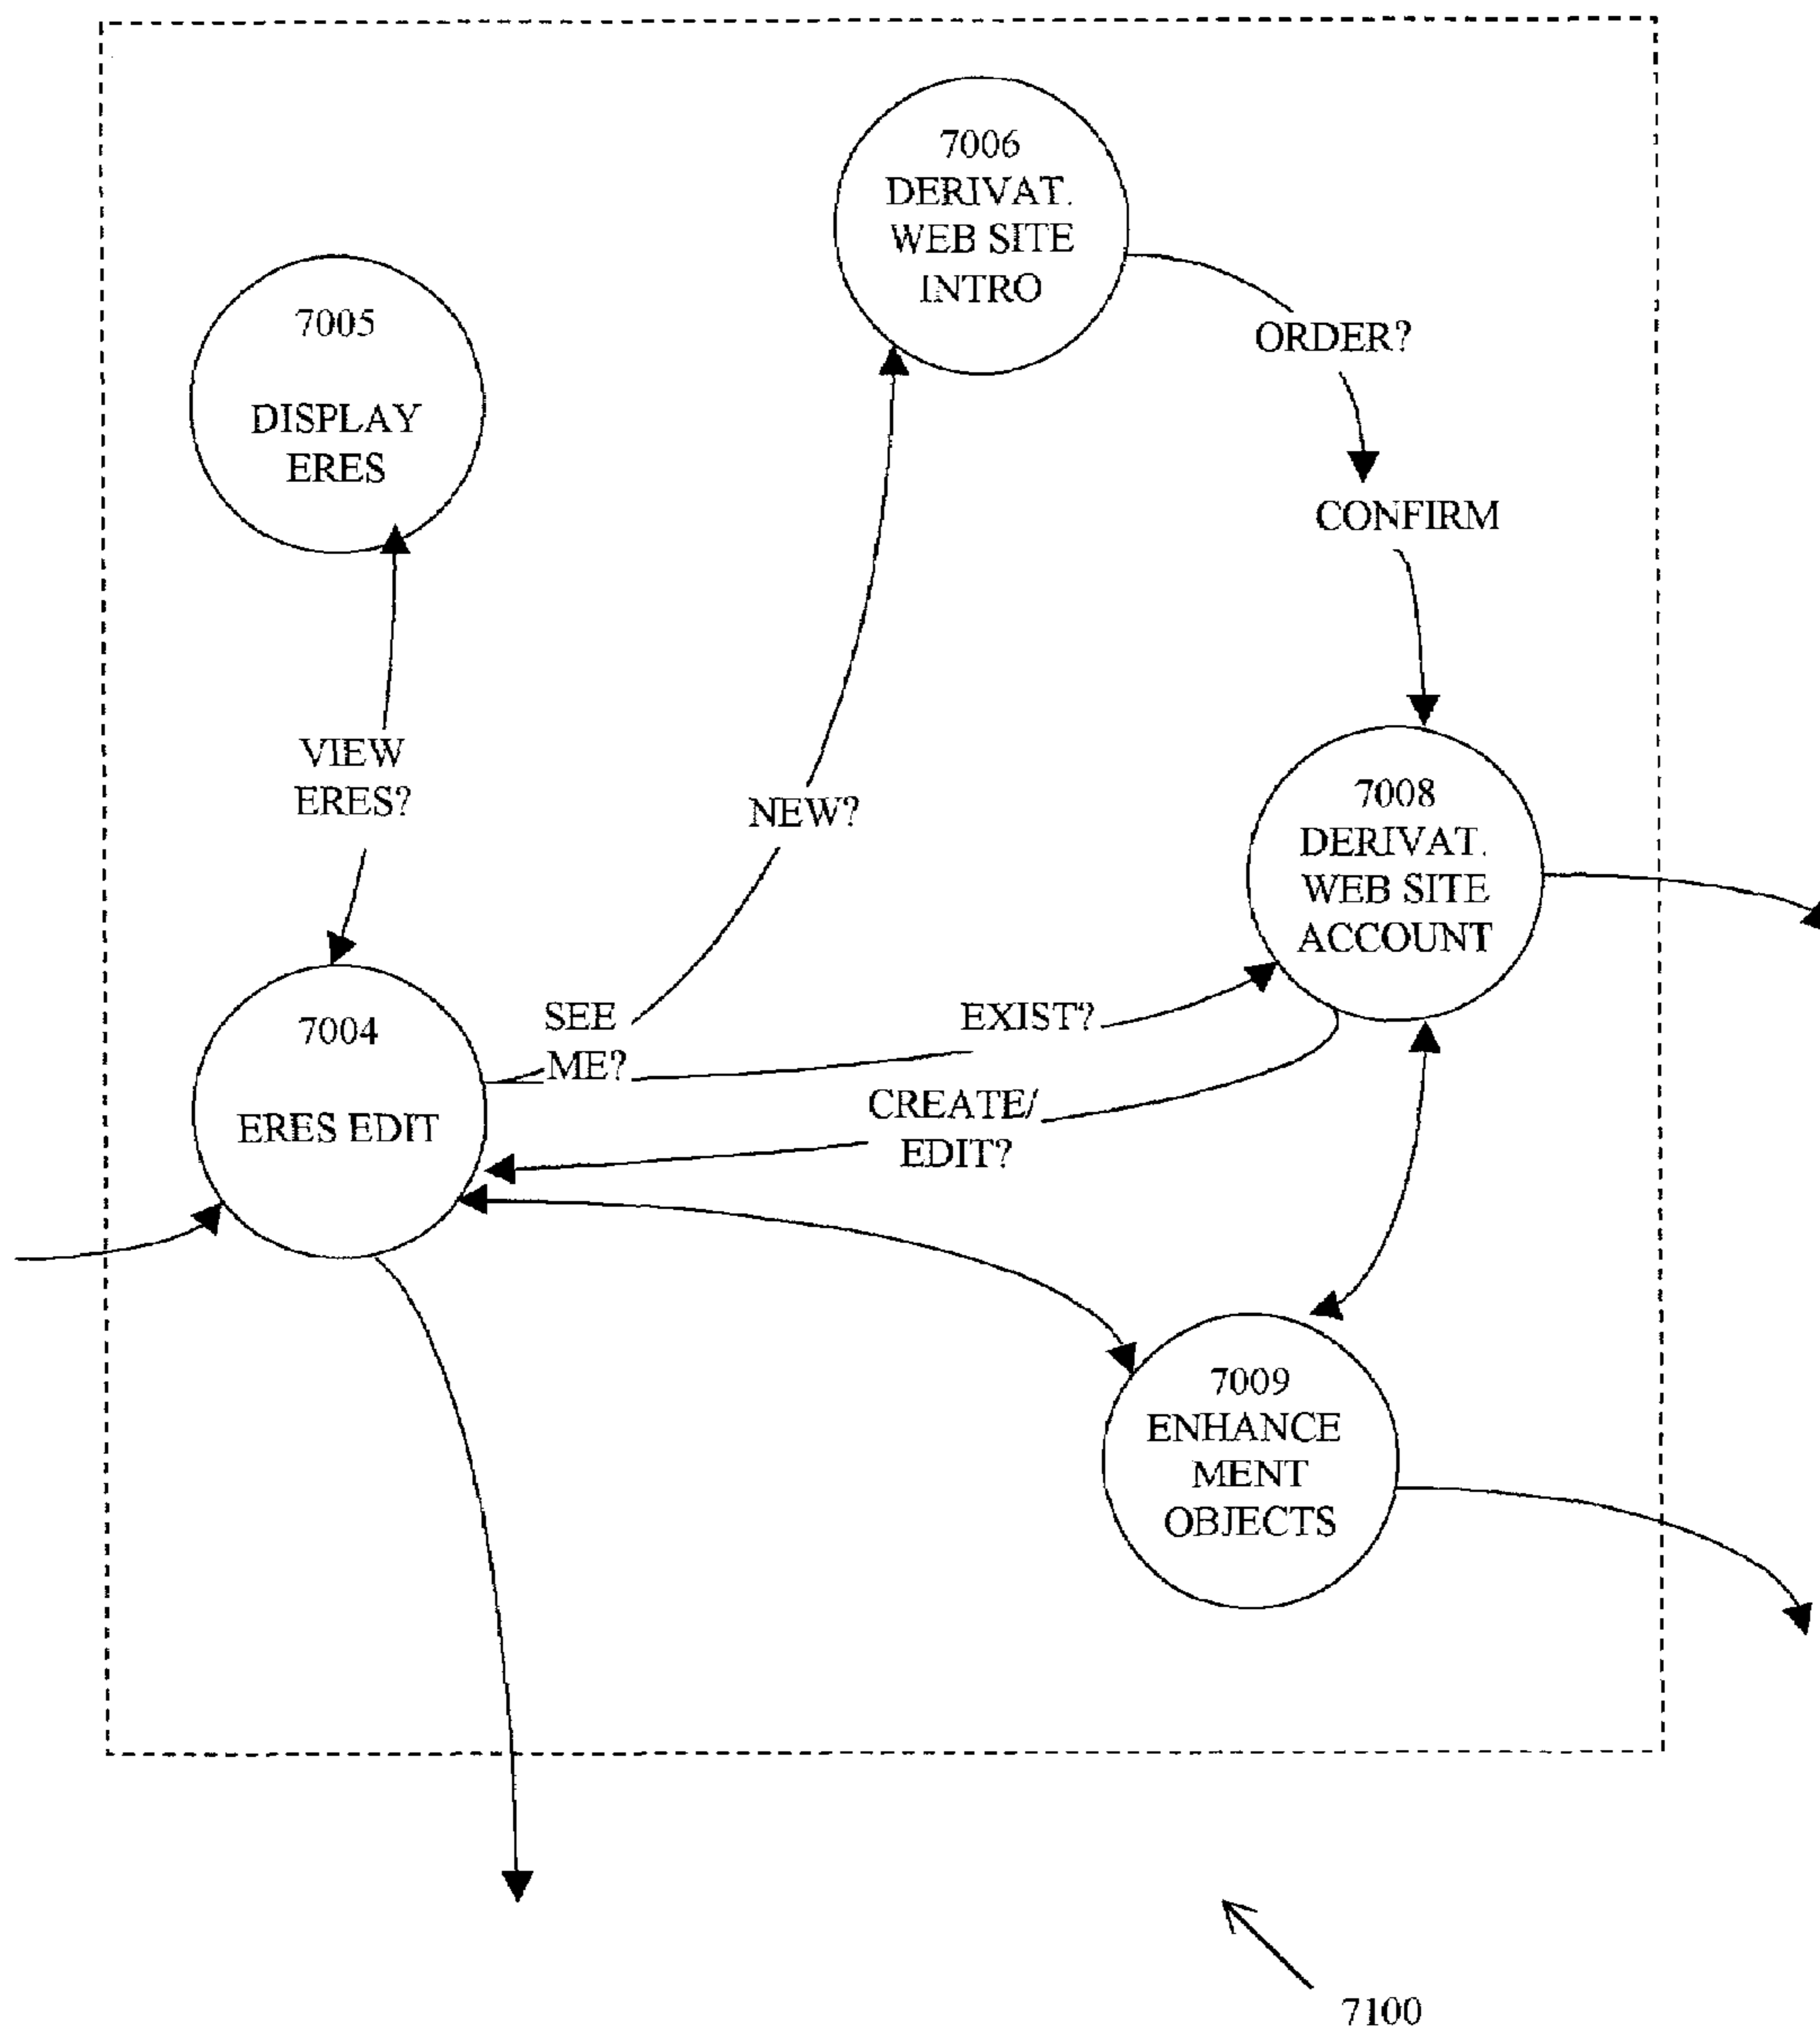 7006
DERIVAT.
WEB SITE
INTRO
7005
DISPLAY
ERES
ORDER?
CONFIRM
VIEW
ERES?
NEW?
7008
DERIVAT.
WEB SITE
ACCOUNT
SEE
ME?
EXIST?
7004
ERES EDIT
CREATE/
EDIT?
7009
ENHANCE
MENT
OBJECTS
7100